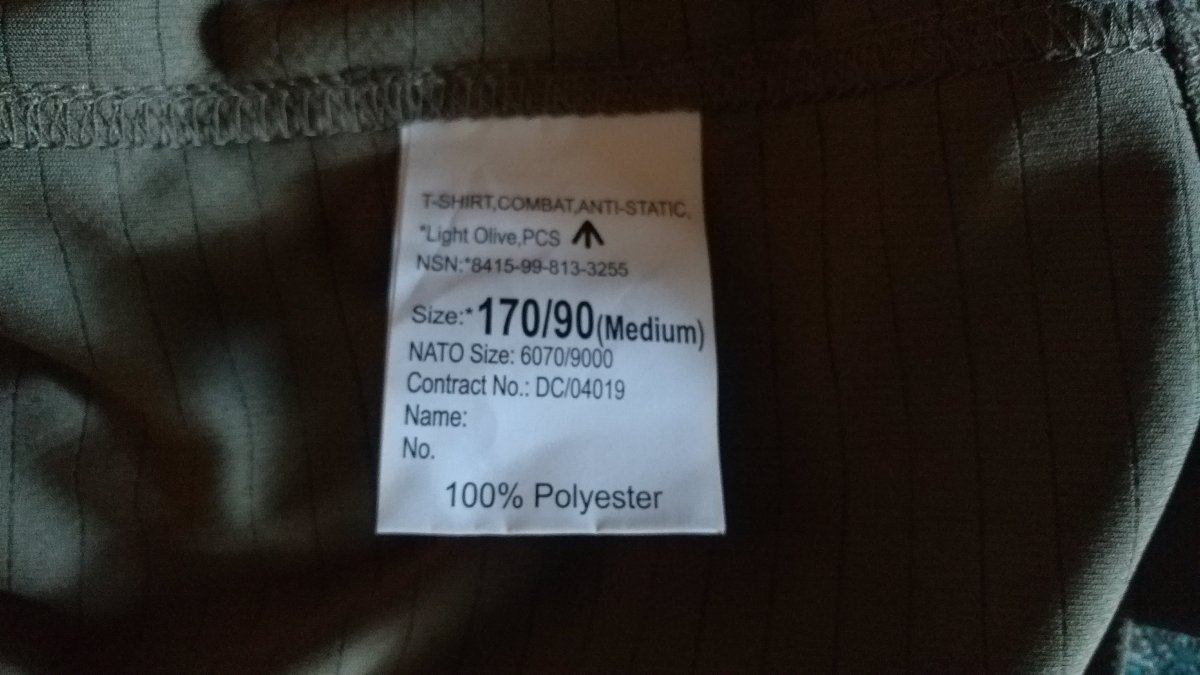 T-SHIRT,COMBAT,ANTI-STATIC,
*Light Olive,PCS
NSN:*8415-99-813-3255
Size:* 170/90(Medium)
NATO Size: 6070/9000
Contract No.: DC/04019
Name:
No.
100% Polyester